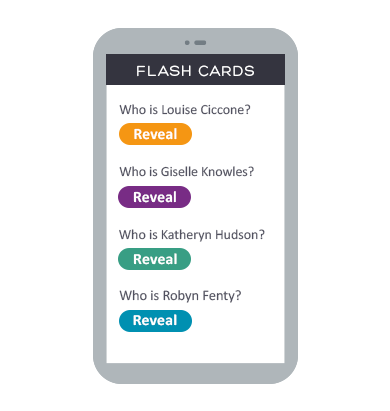 FLASH CARDS
Who is Louise Ciccone?
Reveal
Who is Giselle Knowles?
Reveal
Who is Katheryn Hudson?
Reveal
Who is Robyn Fenty?
Reveal